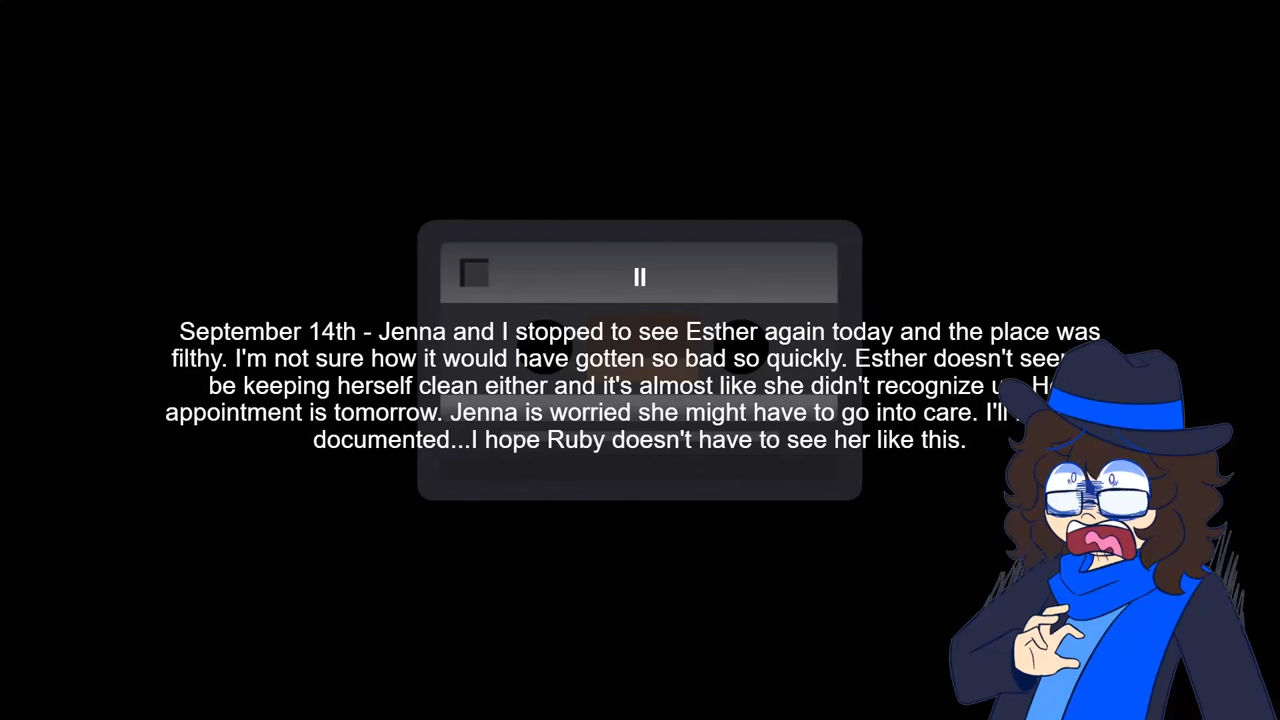 II
September 14th - Jenna and I stopped to see Esther again today and the place was
filthy. I'm not sure how it would have gotten so bad so quickly. Esther doesn't
be keeping herself clean either and it's almost like she didn't recognize
appointment is tomorrow. Jenna is worried she might have to go into care. I'll
documented...I hope Ruby doesn't have to see her like this.